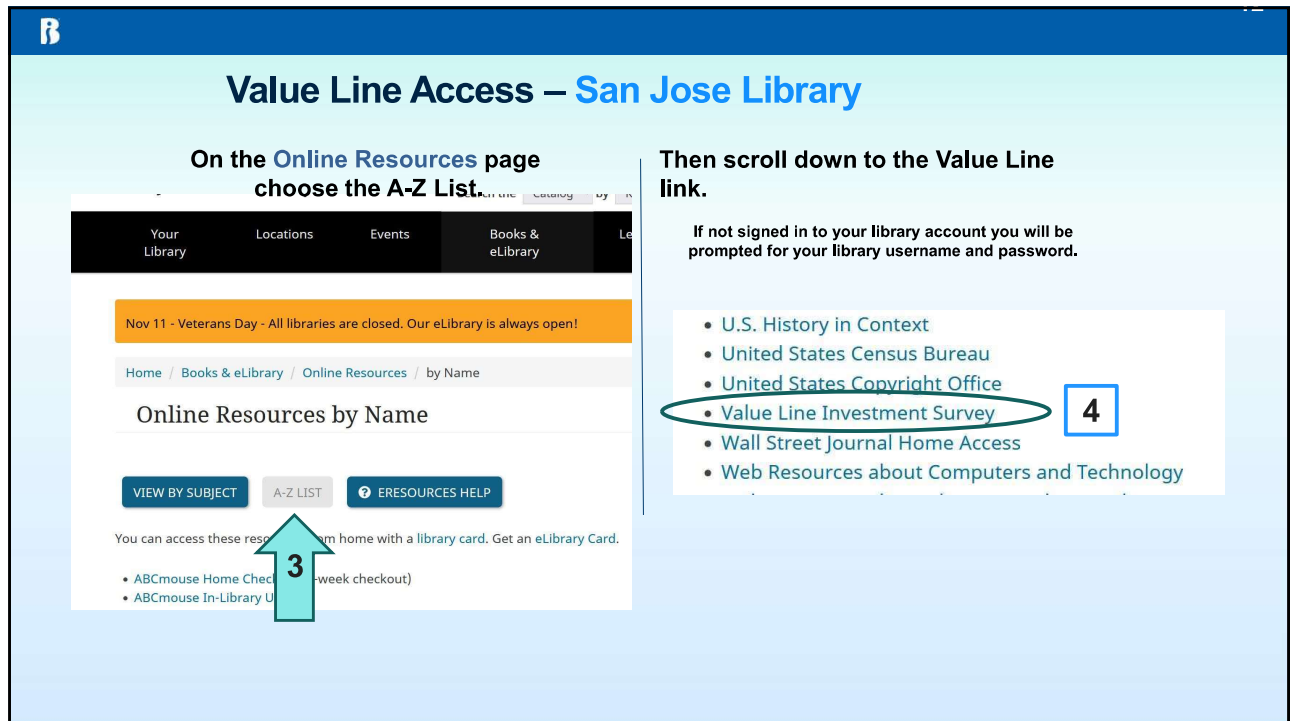 Value Line Access – San Jose Library
On the Online Resources page
choose the A-Z List.
Catalog by
Your Library
Locations
Events
Books & eLibrary
Nov 11 - Veterans Day - All libraries are closed. Our eLibrary is always open!
Home / Books & eLibrary / Online Resources / by Name
Online Resources by Name
VIEW BY SUBJECT
A-Z LIST
? ERESOURCES HELP
You can access these home with a library card. Get an eLibrary Card.
3
• ABCmouse Home -week checkout)
• ABCmouse In-Library
Then scroll down to the Value Line
link.
If not signed in to your library account you will be
prompted for your library username and password.
• U.S. History in Context
• United States Census Bureau
• United States Copyright Office
• Value Line Investment Survey
4
• Wall Street Journal Home Access
• Web Resources about Computers and Technology